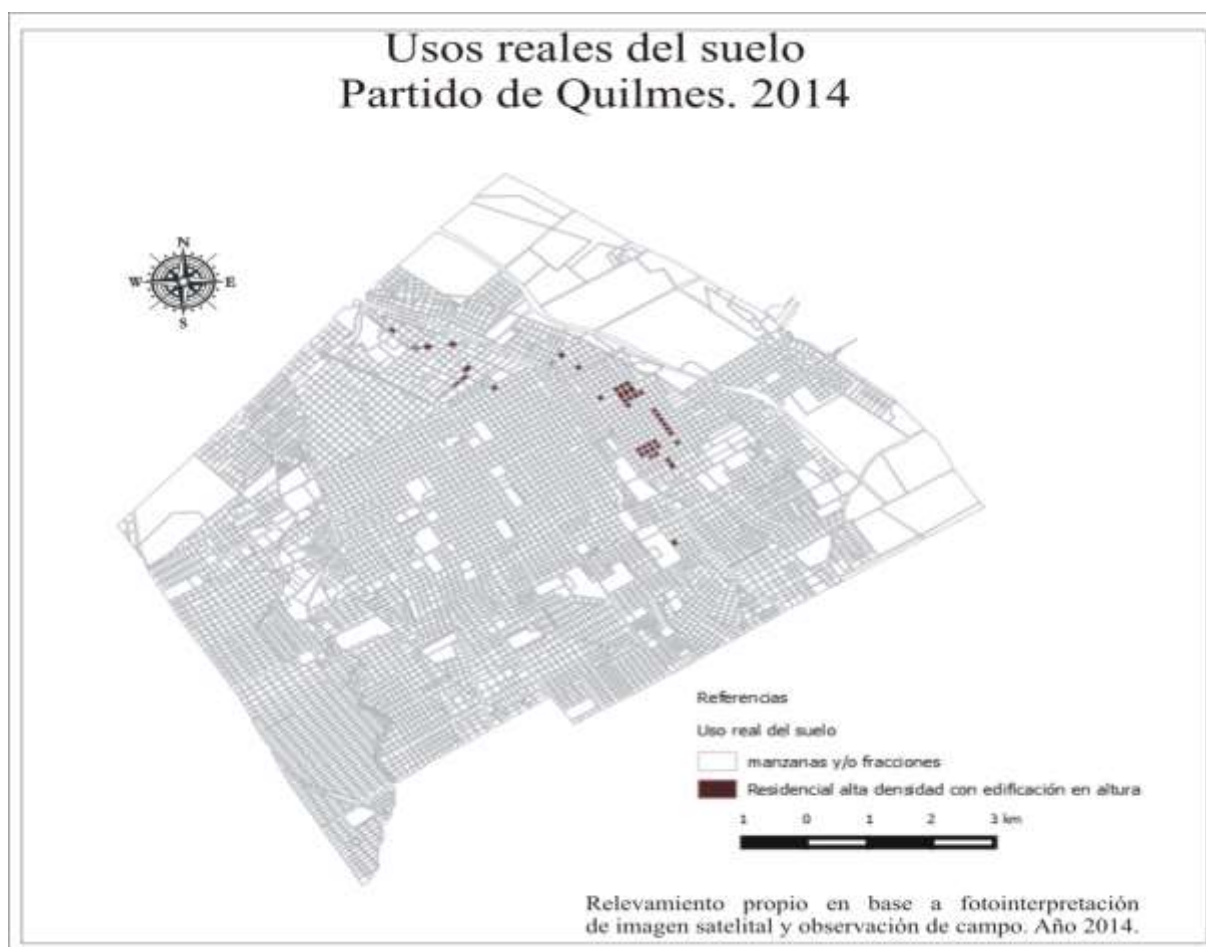 Usos reales del suelo
Partido de Quilmes. 2014
N
W E
S
Referencias
Uso real del suelo
manzanas y/o fracciones
Residencial alta densidad con edificación en altura
1 0 1 2 3 km
Relevamiento propio en base a fotointerpretación
de imagen satelital y observación de campo. Año 2014.